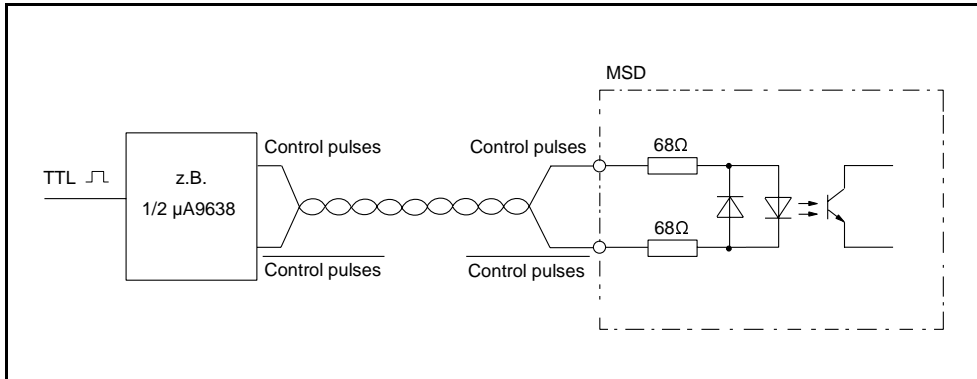 MSD
Control pulses
Control pulses
68Ω
TTL
z.B.
1/2 µA9638
68Ω
Control pulses
Control pulses